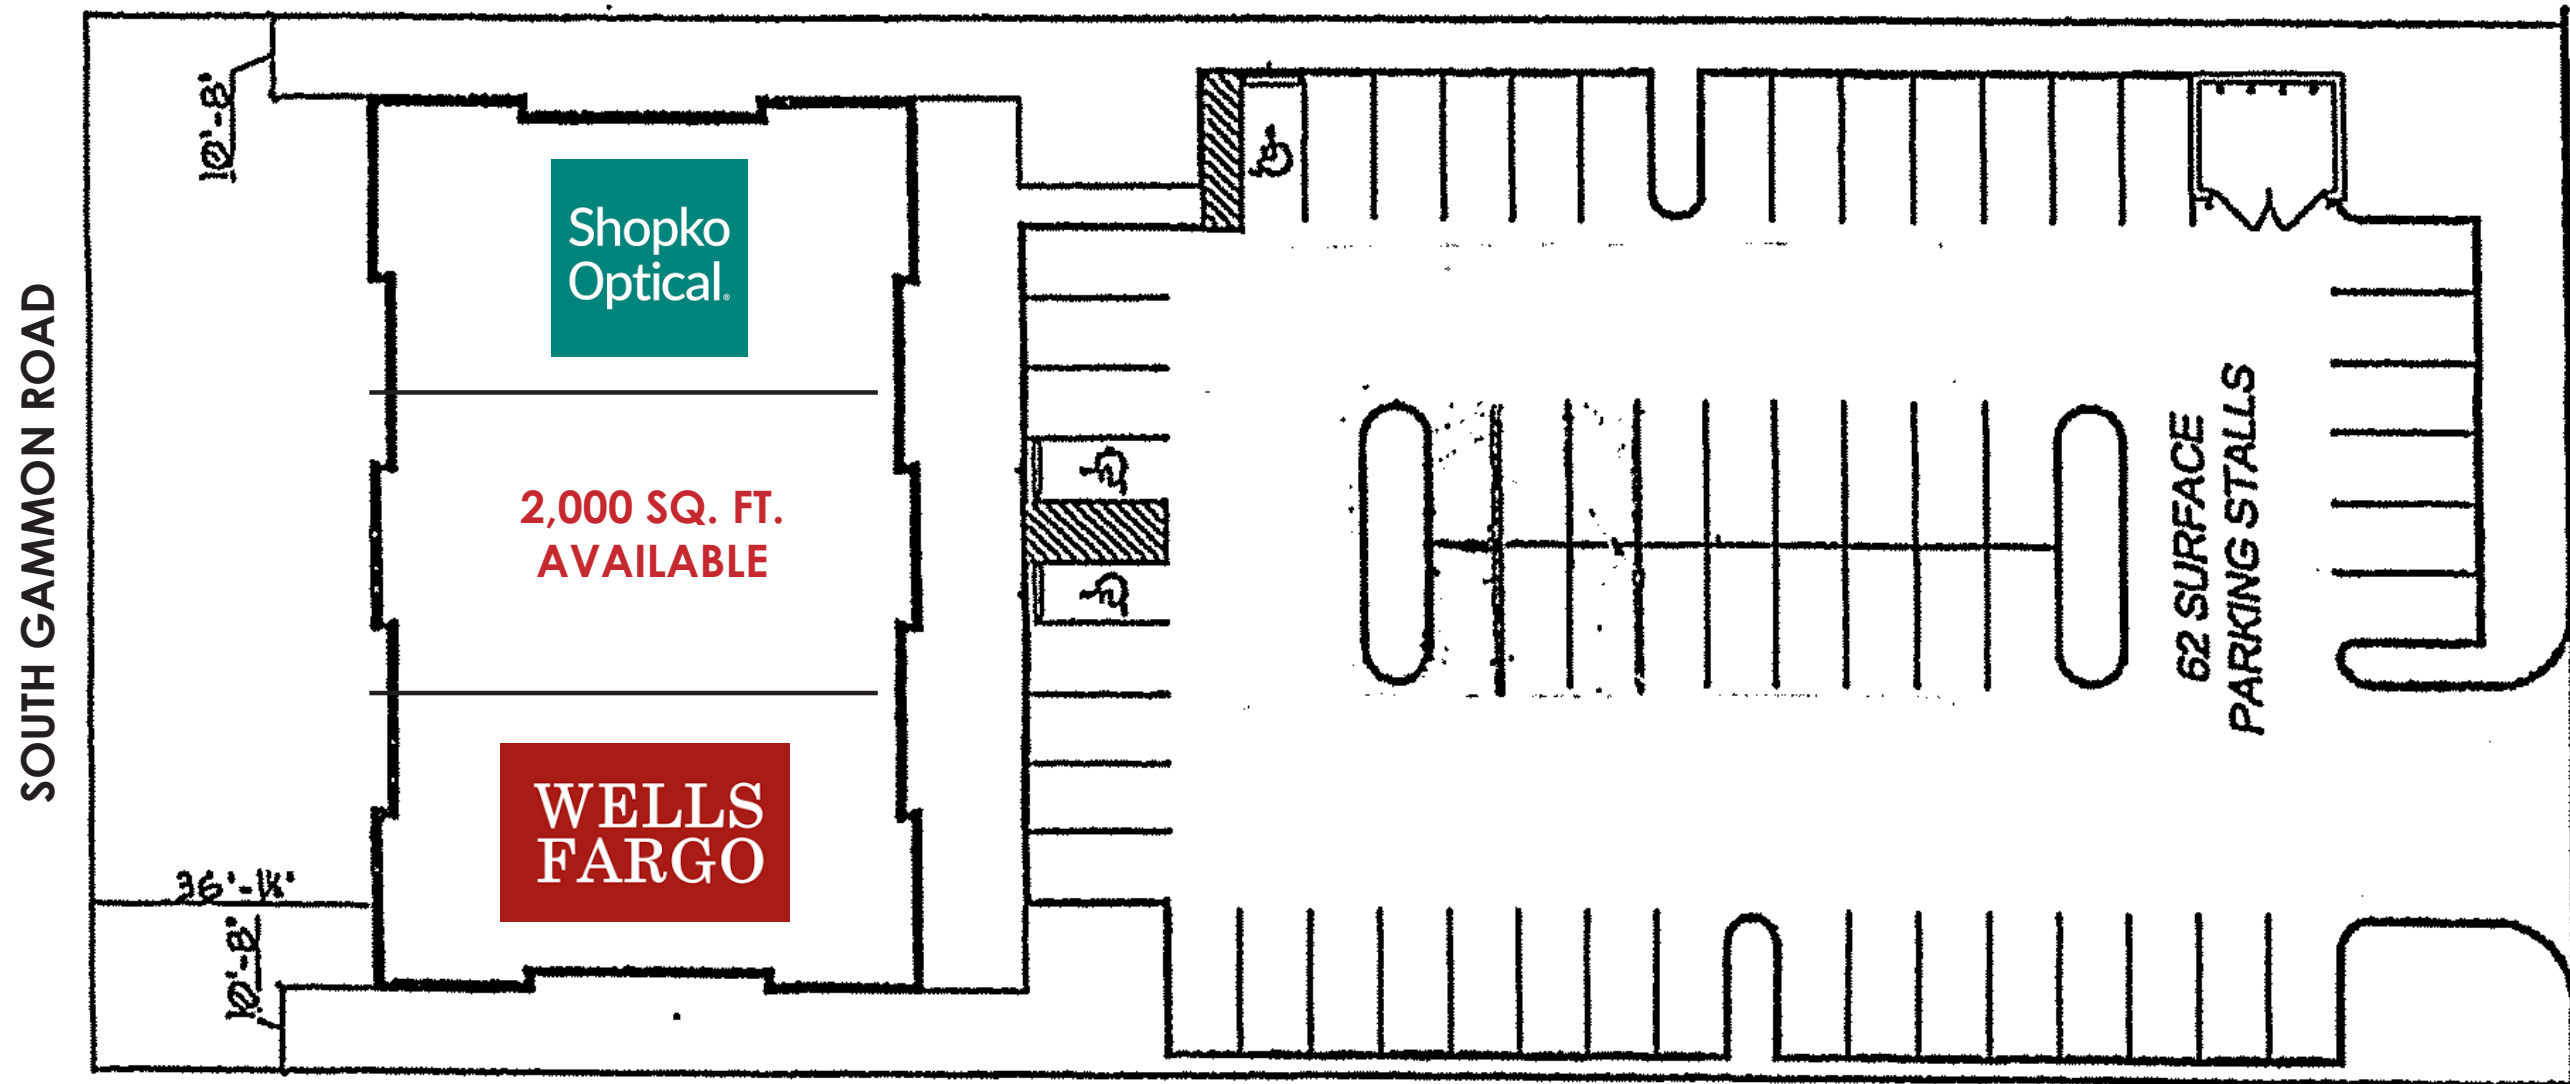 SOUTH GAMMON ROAD
10'-8"
Shopko
Optical®
2,000 SQ. FT.
AVAILABLE
WELLS
FARGO
10'-8"
62 SURFACE
PARKING STALLS